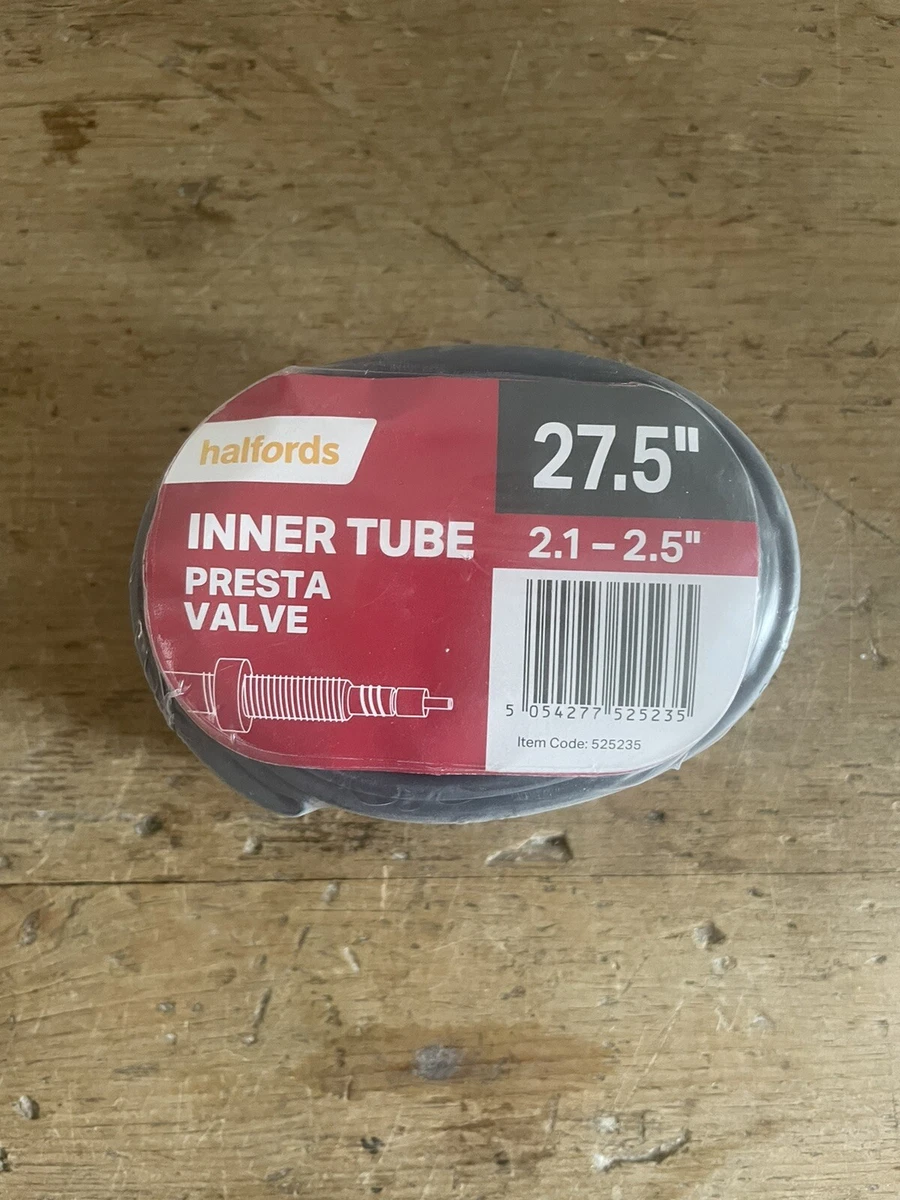 halfords
INNER TUBE
PRESTA
VALVE
27.5"
2.1 – 2.5"
5 054277 525235
Item Code: 525235